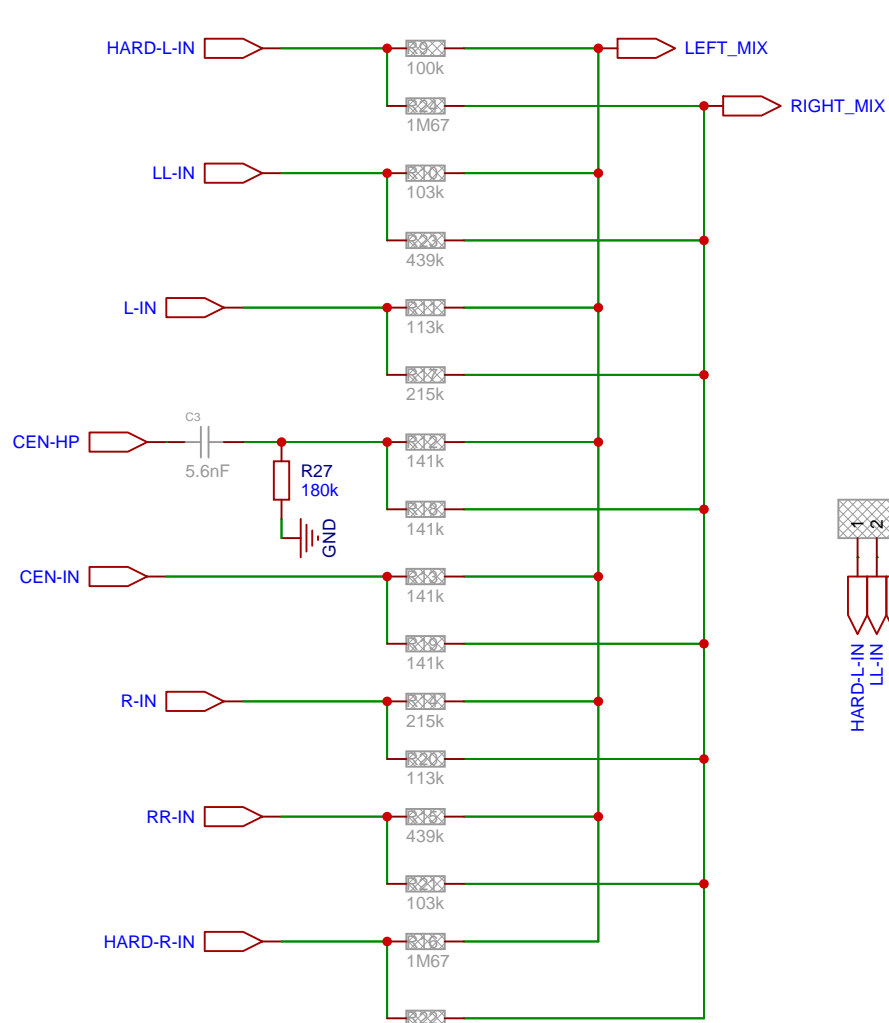 HARD-L-IN
R9
100k
LEFT_MIX
R24
1M67
RIGHT_MIX
LL-IN
R10
103k
R23
439k
L-IN
R11
113k
R17
215k
CEN-HP
C3
5.6nF
R27
180k
GND
R12
141k
R18
141k
CEN-IN
R13
141k
R19
141k
1
2
HARD-L-IN
LL-IN
R-IN
R14
215k
R20
113k
RR-IN
R15
439k
R21
103k
HARD-R-IN
R16
1M67